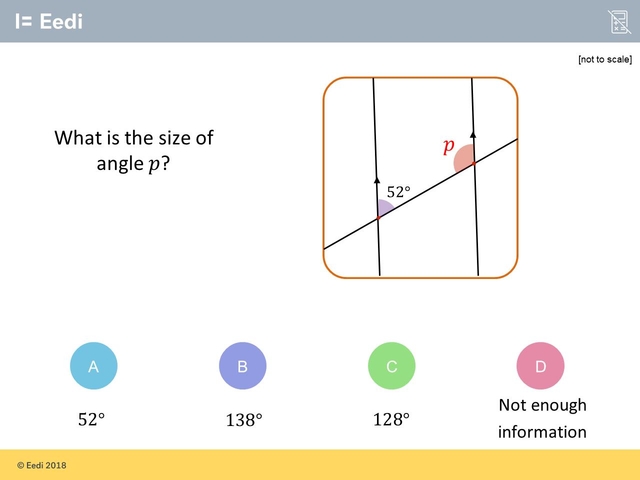 Eedi
[not to scale]
What is the size of
angle p?
p
52°
A
B
C
D
52°
138°
128°
Not enough
information
© Eedi 2018